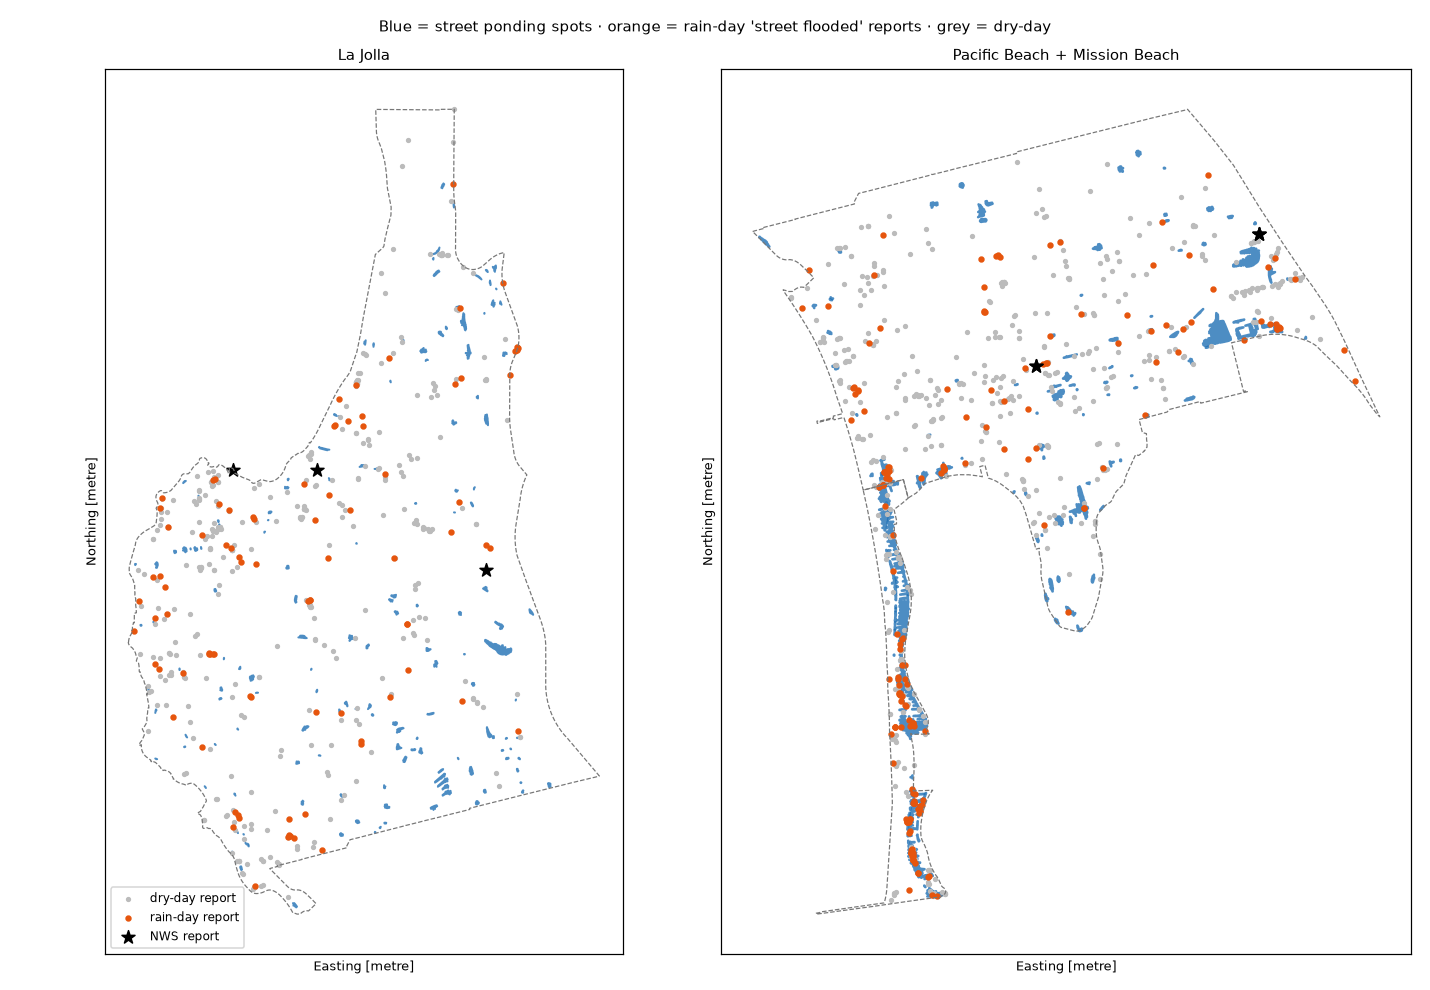 Blue = street ponding spots · orange = rain-day 'street flooded' reports · grey = dry-day
La Jolla
Pacific Beach + Mission Beach
Northing [metre]
Northing [metre]
dry-day report
rain-day report
NWS report
Easting [metre]
Easting [metre]